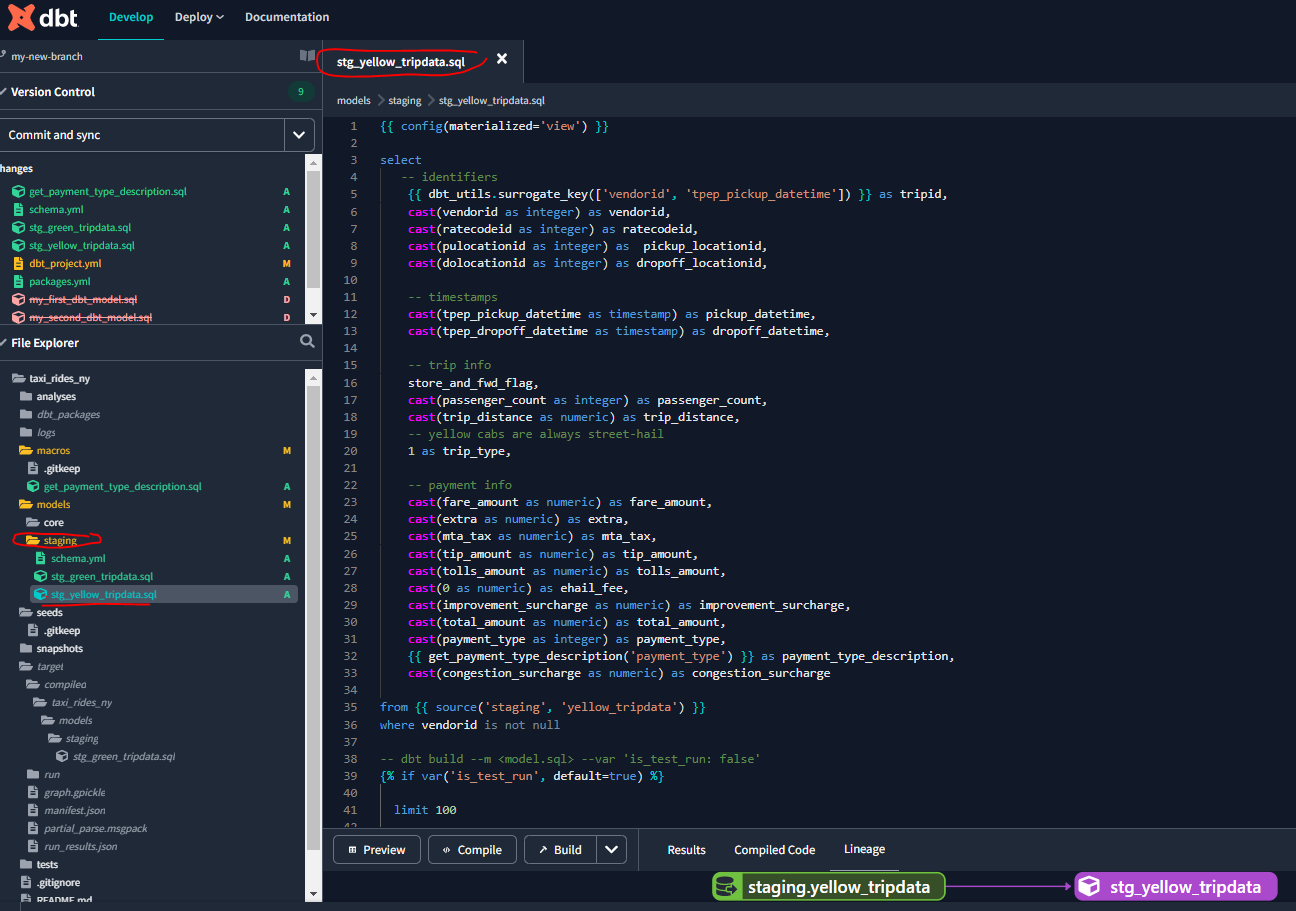 dbt Develop Deploy Documentation
my-new-branch
Version Control 9
Commit and sync
hanges
get_payment_type_description.sql A
schema.yml A
stg_green_tripdata.sql A
stg_yellow_tripdata.sql A
dbt_project.yml M
packages.yml A
my_first_dbt_model.sql D
my_second_dbt_model.sql D
File Explorer
taxi_rides_ny
analyses
dbt_packages
logs
macros M
.gitkeep
get_payment_type_description.sql A
models M
core
staging M
schema.yml A
stg_green_tripdata.sql A
stg_yellow_tripdata.sql A
seeds
.gitkeep
snapshots
target
compiled
taxi_rides_ny
models
staging
stg_green_tripdata.sql
run
graph.gpickle
manifest.json
partial_parse.msgpack
run_results.json
tests
.gitignore
README.md
stg_yellow_tripdata.sql
models > staging > stg_yellow_tripdata.sql
1 {{ config(materialized='view') }}
2
3 select
4 -- identifiers
5 {{ dbt_utils.surrogate_key(['vendorid', 'tpep_pickup_datetime']) }} as tripid,
6 cast(vendorid as integer) as vendorid,
7 cast(ratecodeid as integer) as ratecodeid,
8 cast(pulocationid as integer) as  pickup_locationid,
9 cast(dolocationid as integer) as dropoff_locationid,
10
11 -- timestamps
12 cast(tpep_pickup_datetime as timestamp) as pickup_datetime,
13 cast(tpep_dropoff_datetime as timestamp) as dropoff_datetime,
14
15 -- trip info
16 store_and_fwd_flag,
17 cast(passenger_count as integer) as passenger_count,
18 cast(trip_distance as numeric) as trip_distance,
19 -- yellow cabs are always street-hail
20 1 as trip_type,
21
22 -- payment info
23 cast(fare_amount as numeric) as fare_amount,
24 cast(extra as numeric) as extra,
25 cast(mta_tax as numeric) as mta_tax,
26 cast(tip_amount as numeric) as tip_amount,
27 cast(tolls_amount as numeric) as tolls_amount,
28 cast(0 as numeric) as ehail_fee,
29 cast(improvement_surcharge as numeric) as improvement_surcharge,
30 cast(total_amount as numeric) as total_amount,
31 cast(payment_type as integer) as payment_type,
32 {{ get_payment_type_description('payment_type') }} as payment_type_description,
33 cast(congestion_surcharge as numeric) as congestion_surcharge
34
35 from {{ source('staging', 'yellow_tripdata') }}
36 where vendorid is not null
37
38 -- dbt build --m <model.sql> --var 'is_test_run: false'
39 {% if var('is_test_run', default=true) %}
40
41 limit 100
42
Preview Compile Build Results Compiled Code Lineage
staging.yellow_tripdata stg_yellow_tripdata